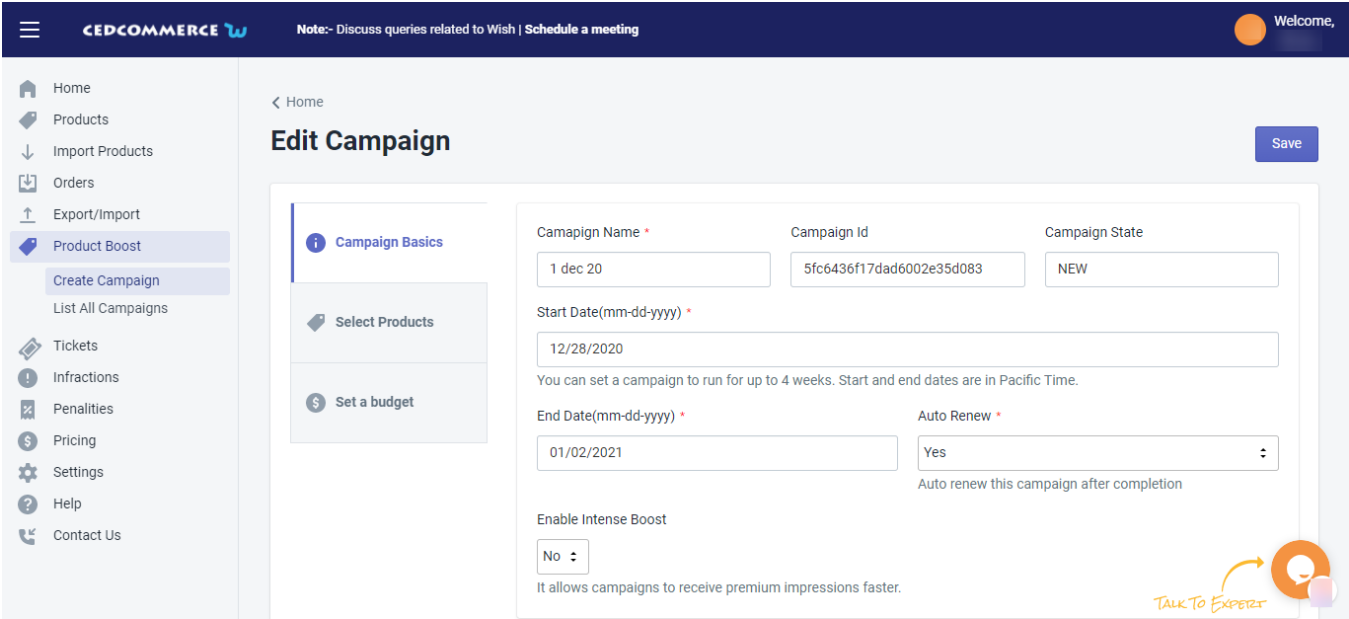 CEDCOMMERCE
Note:- Discuss queries related to Wish | Schedule a meeting
Welcome,
Home
Products
Import Products
Orders
Export/Import
Product Boost
Create Campaign
List All Campaigns
Tickets
Infractions
Penalities
Pricing
Settings
Help
Contact Us
Home
Edit Campaign
Save
Campaign Basics
Select Products
Set a budget
Camapign Name *
Campaign Id
Campaign State
1 dec 20
5fc6436f17dad6002e35d083
NEW
Start Date(mm-dd-yyyy) *
12/28/2020
You can set a campaign to run for up to 4 weeks. Start and end dates are in Pacific Time.
End Date(mm-dd-yyyy) *
Auto Renew *
01/02/2021
Yes
Auto renew this campaign after completion
Enable Intense Boost
No
It allows campaigns to receive premium impressions faster.
Talk To Expert